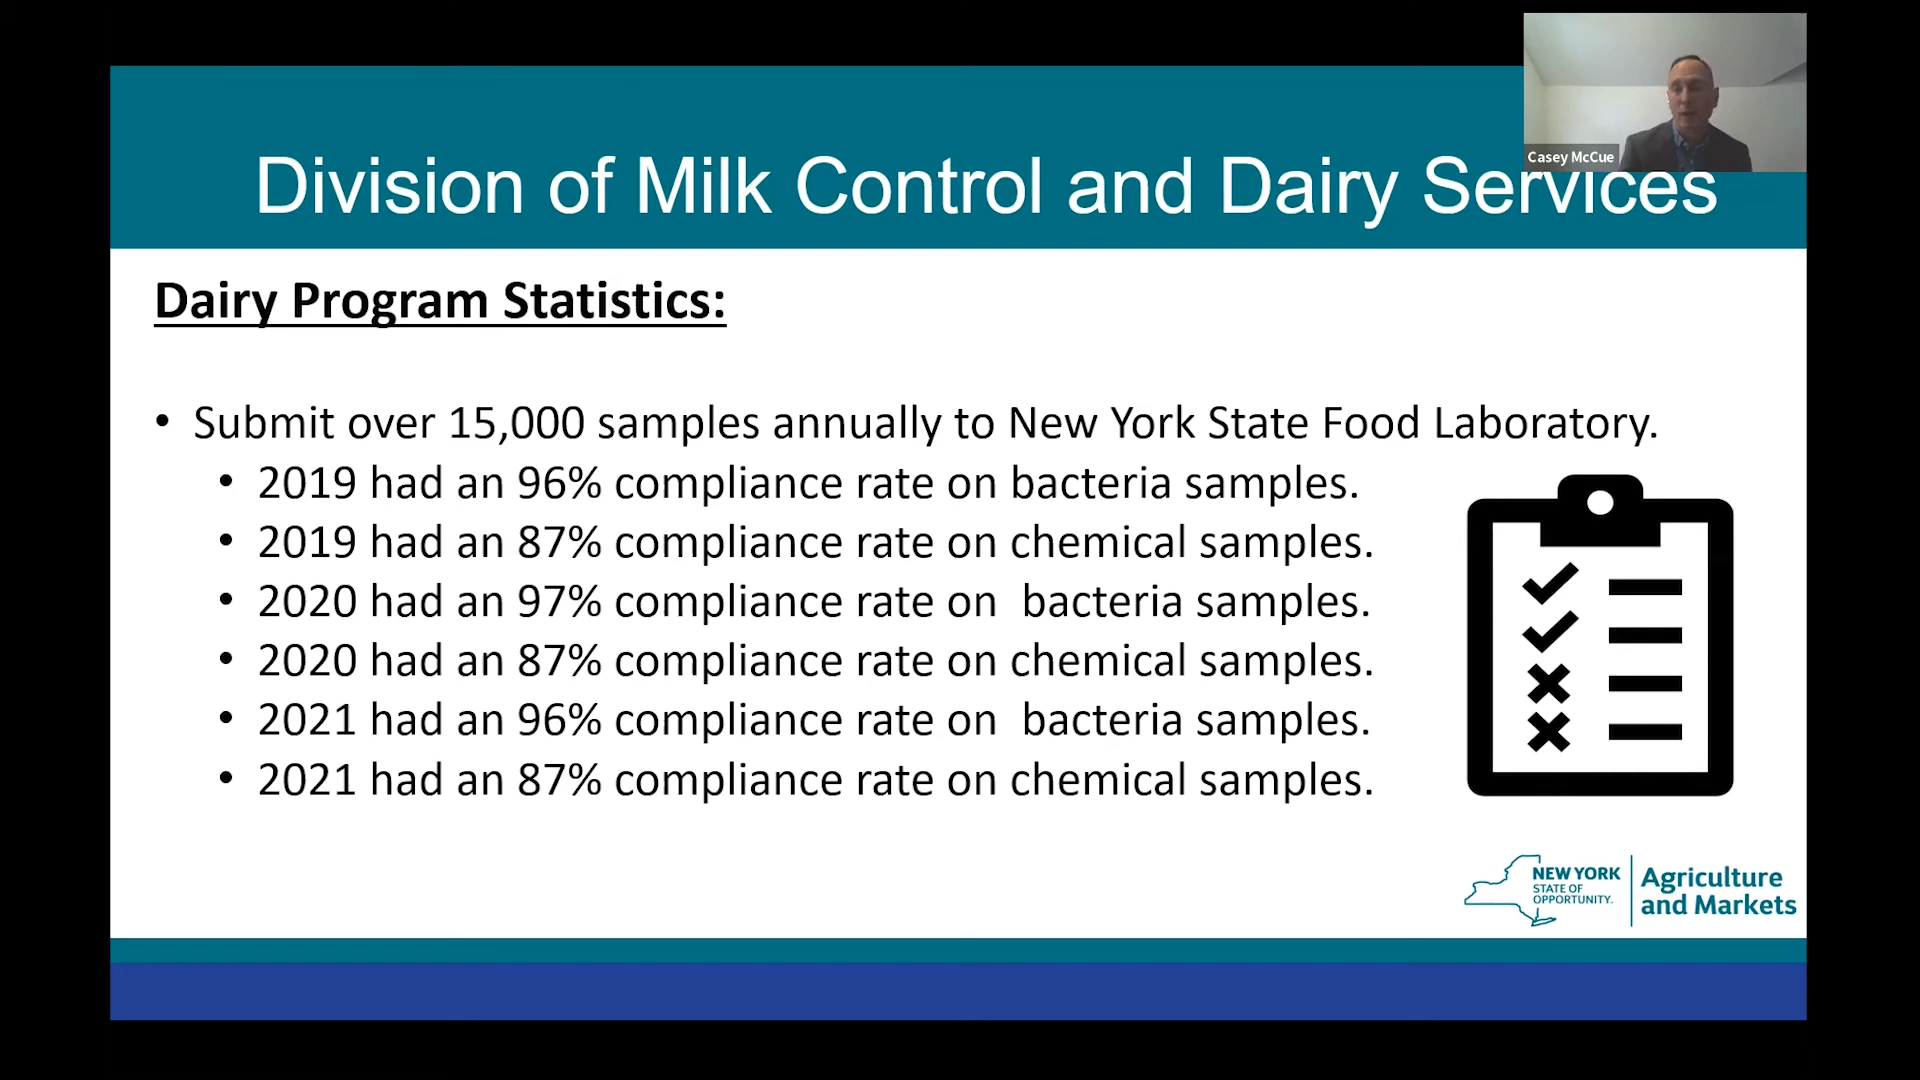 Casey McCue
Division of Milk Control and Dairy Services
Dairy Program Statistics:
• Submit over 15,000 samples annually to New York State Food Laboratory.
• 2019 had an 96% compliance rate on bacteria samples.
• 2019 had an 87% compliance rate on chemical samples.
• 2020 had an 97% compliance rate on  bacteria samples.
• 2020 had an 87% compliance rate on chemical samples.
• 2021 had an 96% compliance rate on  bacteria samples.
• 2021 had an 87% compliance rate on chemical samples.
NEW YORK
STATE OF
OPPORTUNITY.
Agriculture
and Markets